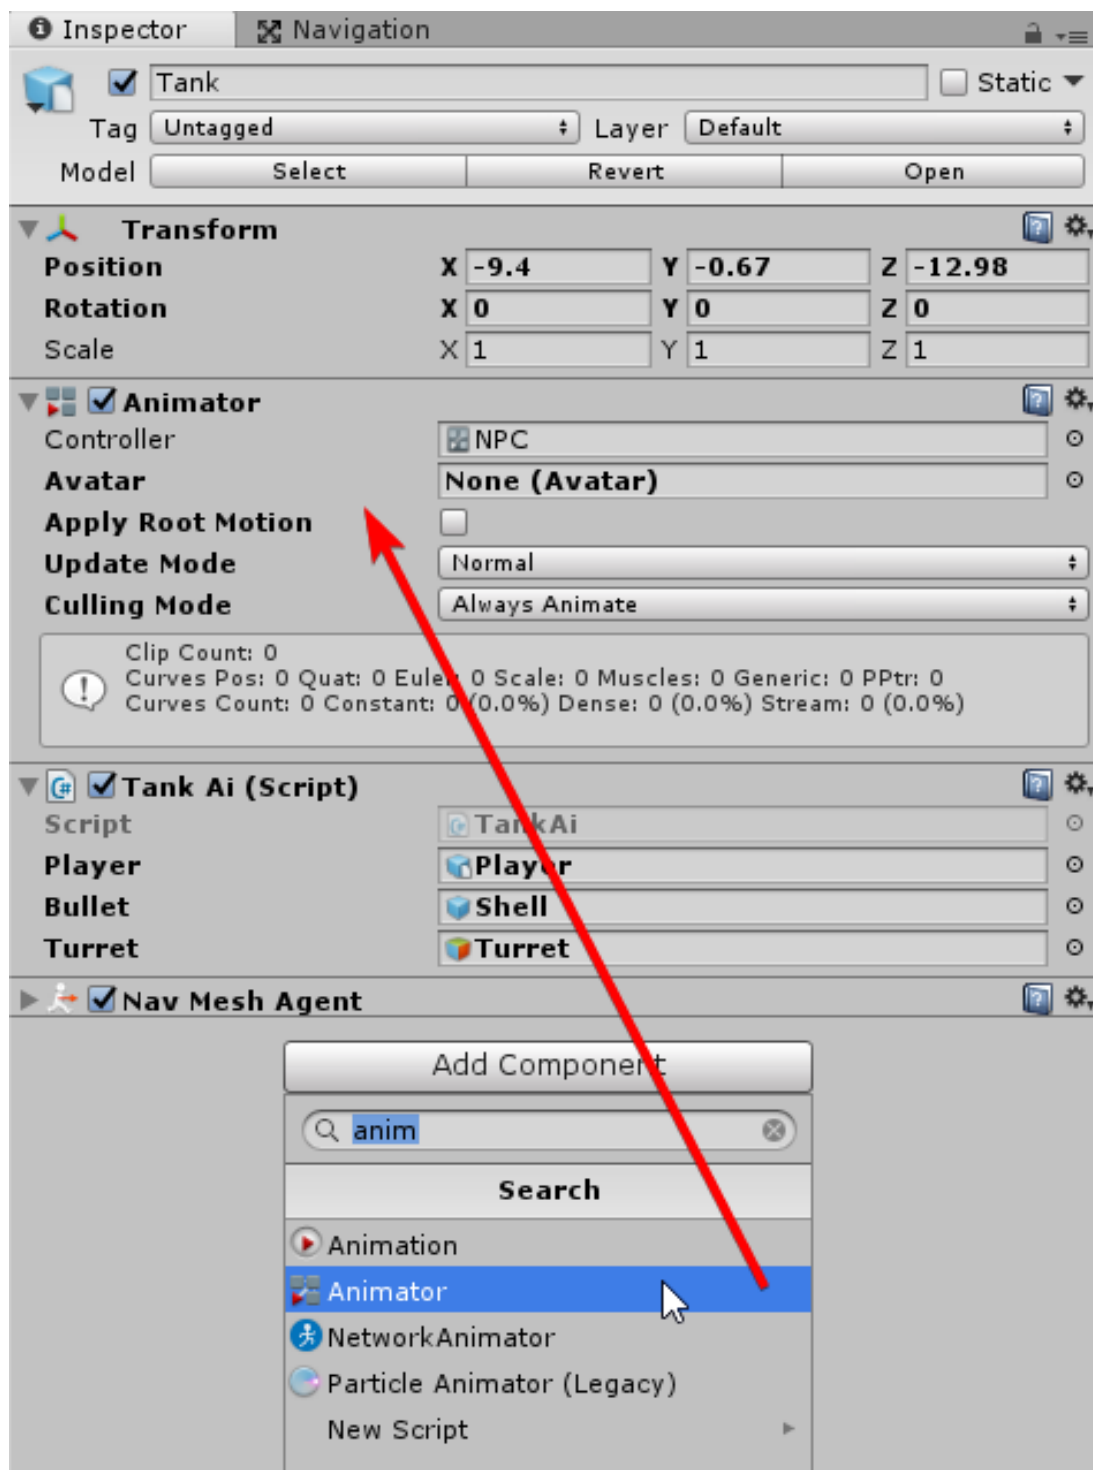 Inspector Navigation
Tank Static
Tag Untagged Layer Default
Model Select Revert Open
Transform
Position X -9.4 Y -0.67 Z -12.98
Rotation X 0 Y 0 Z 0
Scale X 1 Y 1 Z 1
Animator
Controller NPC
Avatar None (Avatar)
Apply Root Motion
Update Mode Normal
Culling Mode Always Animate
Clip Count: 0
Curves Pos: 0 Quat: 0 Euler: 0 Scale: 0 Muscles: 0 Generic: 0 PPtr: 0
Curves Count: 0 Constant: 0 (0.0%) Dense: 0 (0.0%) Stream: 0 (0.0%)
Tank Ai (Script)
Script TankAi
Player Player
Bullet Shell
Turret Turret
Nav Mesh Agent
Add Component
anim
Search
Animation
Animator
NetworkAnimator
Particle Animator (Legacy)
New Script